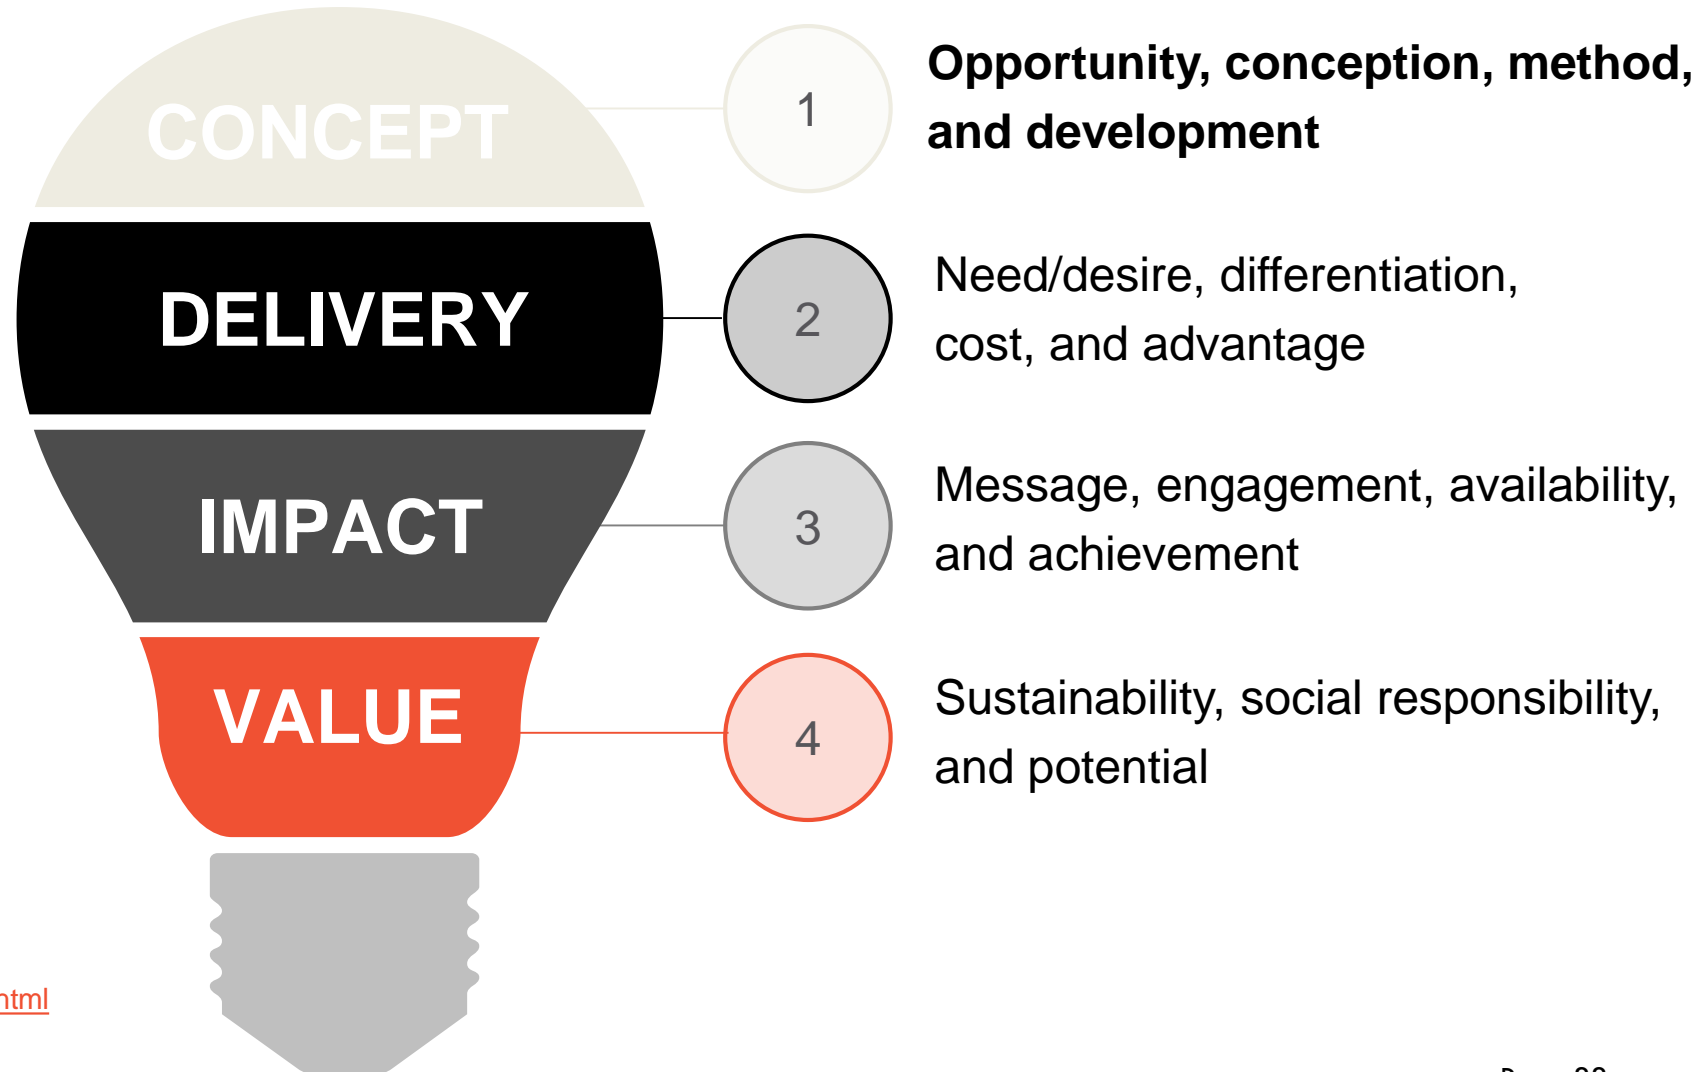 CONCEPT
1
Opportunity, conception, method,
and development
DELIVERY
2
Need/desire, differentiation,
cost, and advantage
IMPACT
3
Message, engagement, availability,
and achievement
VALUE
4
Sustainability, social responsibility,
and potential
html